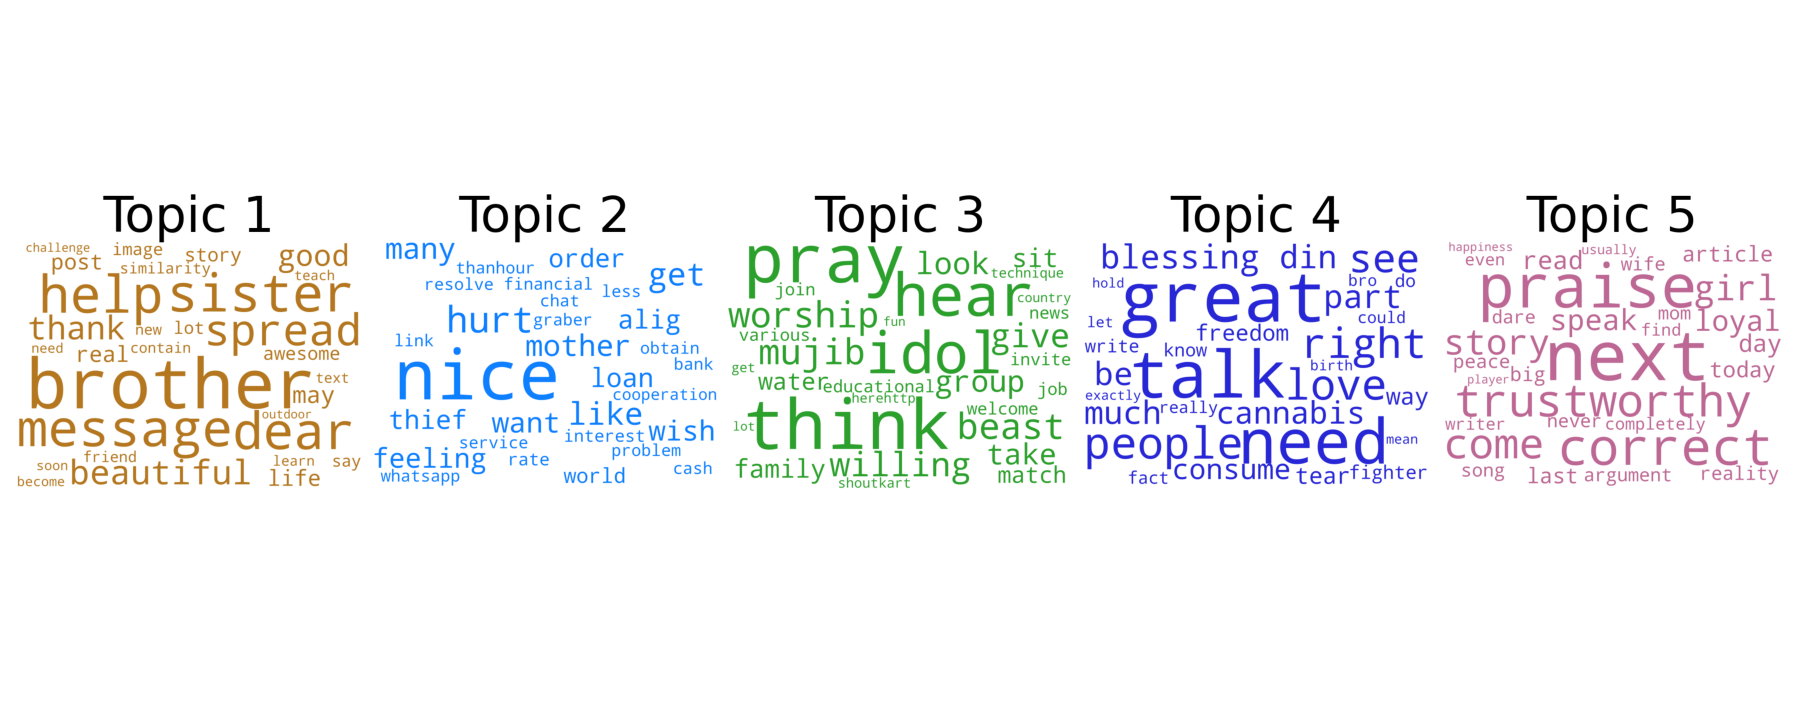 Topic 1
challenge image story good
post similarity teach
help sister
thank new lot spread
need real contain awesome
brother text
may
outdoor
message dear
friend learn say
soon beautiful life
become
Topic 2
many order
thanhour get
resolve financial less
chat
hurt graber alig
link mother obtain
bank
nice loan
cooperation
thief want like
interest wish
service problem
feeling rate cash
whatsapp world
Topic 3
pray look sit
technique
join hear country
worship fun news
various give
mujib idol invite
get water educational group job
herehttp
welcome
lot think beast
take
family willing match
shoutkart
Topic 4
blessing din see
hold great bro do
part
let freedom could
write know right
birth
be talk love
exactly way
much really cannabis
people need mean
consume
fact tear fighter
Topic 5
happiness usually article
even read wife
praise girl
dare speak mom loyal
find
story next day
peace
player big today
trustworthy
writer never completely
come correct
song last argument reality